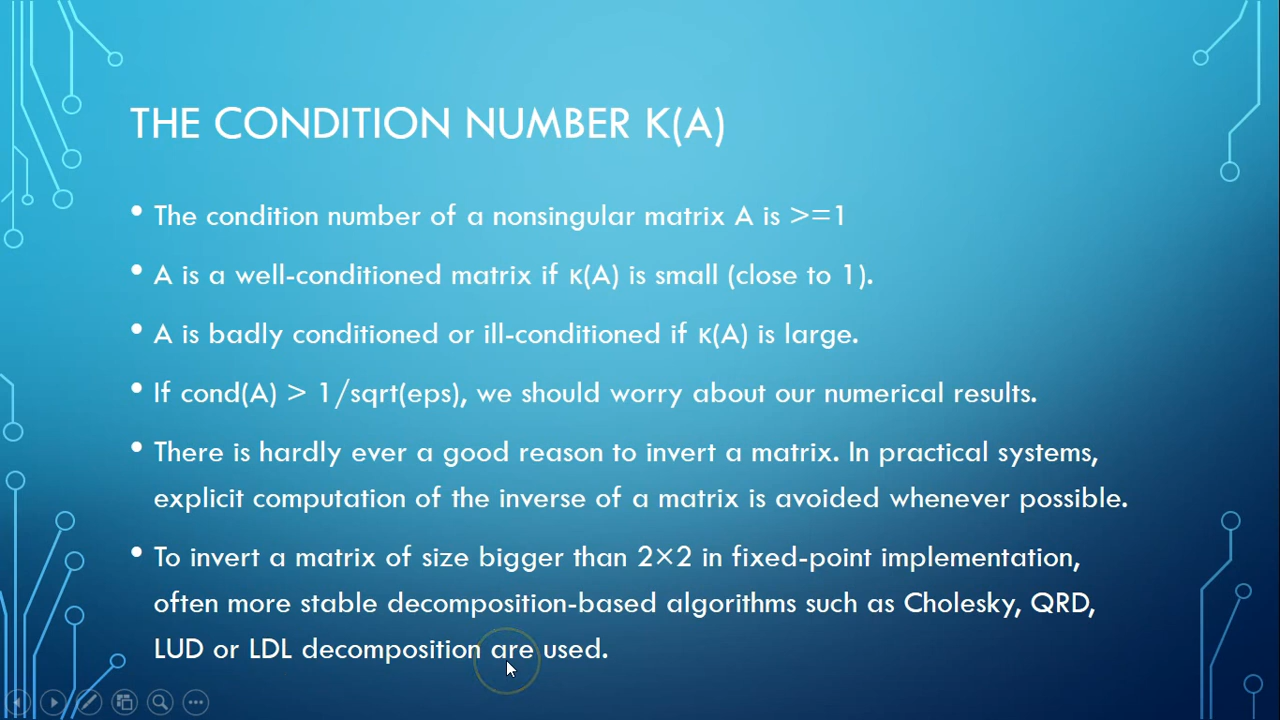 THE CONDITION NUMBER K(A)
• The condition number of a nonsingular matrix A is >=1
• A is a well-conditioned matrix if κ(A) is small (close to 1).
• A is badly conditioned or ill-conditioned if κ(A) is large.
• If cond(A) > 1/sqrt(eps), we should worry about our numerical results.
• There is hardly ever a good reason to invert a matrix. In practical systems,
explicit computation of the inverse of a matrix is avoided whenever possible.
• To invert a matrix of size bigger than 2×2 in fixed-point implementation,
often more stable decomposition-based algorithms such as Cholesky, QRD,
LUD or LDL decomposition are used.